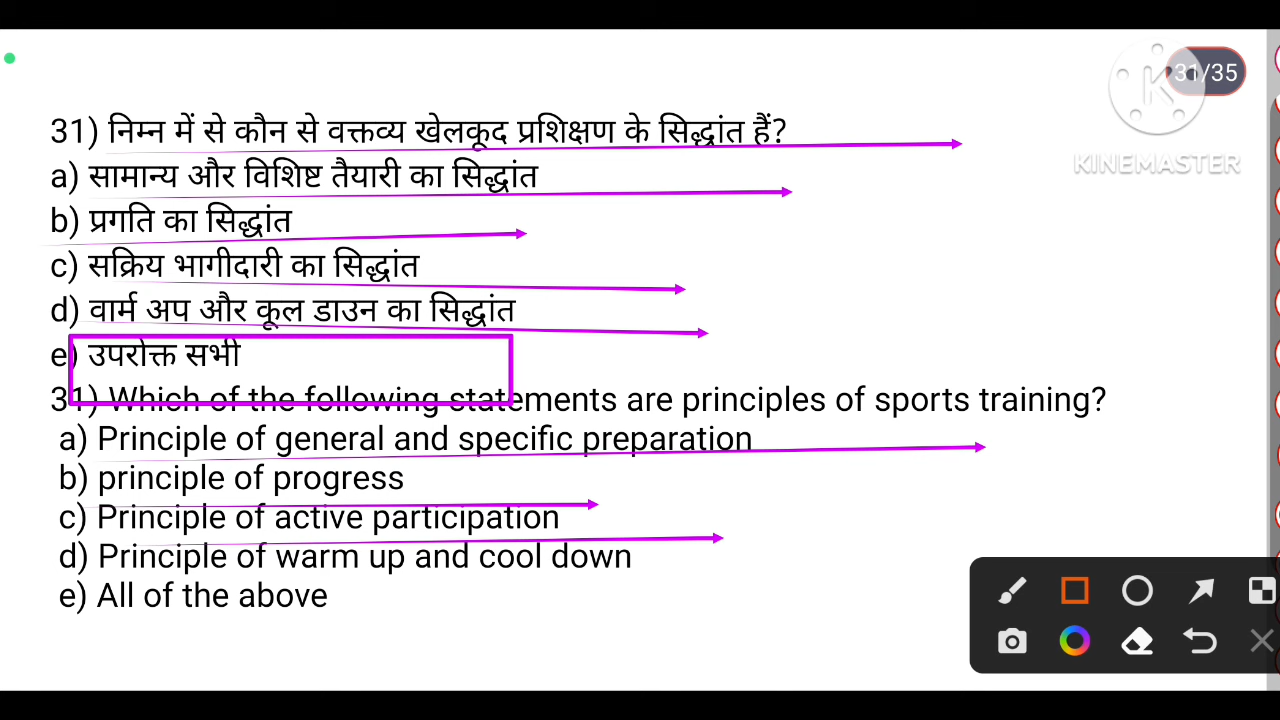 31/35
KINEMASTER
31) निम्न में से कौन से वक्तव्य खेलकूद प्रशिक्षण के सिद्धांत हैं?
a) सामान्य और विशिष्ट तैयारी का सिद्धांत
b) प्रगति का सिद्धांत
c) सक्रिय भागीदारी का सिद्धांत
d) वार्म अप और कूल डाउन का सिद्धांत
e) उपरोक्त सभी
31) Which of the following statements are principles of sports training?
a) Principle of general and specific preparation
b) principle of progress
c) Principle of active participation
d) Principle of warm up and cool down
e) All of the above